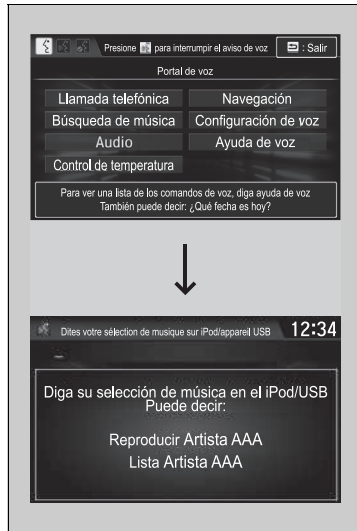 Presione para interrumpir el aviso de voz : Salir
Portal de voz
Llamada telefónica Navegación
Búsqueda de música Configuración de voz
Audio Ayuda de voz
Control de temperatura
Para ver una lista de los comandos de voz, diga ayuda de voz
También puede decir: ¿Qué fecha es hoy?
Dites votre sélection de musique sur iPod/appareil USB 12:34
Diga su selección de música en el iPod/USB
Puede decir:
Reproducir Artista AAA
Lista Artista AAA